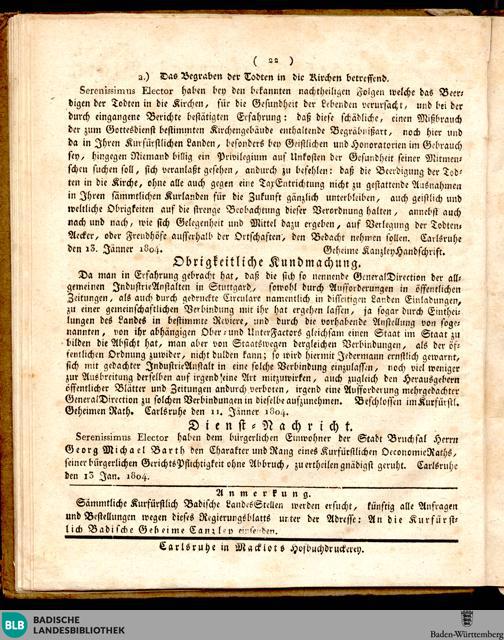 ( 22 )
2.) Das Begraben der Todten in die Kirchen betreffend.
Serenissimus Elector haben bey den bekannten nachtheiligen Folgen welche das Beer-
digen der Todten in die Kirchen, für die Gesundheit der Lebenden verursacht, und bei der
durch eingangene Berichte bestätigten Erfahrung: daß diese schädliche, einen Mißbrauch
der zum Gottesdienst bestimmten Kirchengebäude enthaltende Begräbnißart, noch hier und
da in Ihren Kurfürstlichen Landen, besonders bey Geistlichen und Honoratioren im Gebrauch
sey, hingegen Niemand billig ein Privilegium auf Unkosten der Gesundheit seiner Mitmen-
schen suchen soll, sich veranlaßt gesehen, andurch zu befehlen: daß die Beerdigung der Tod-
ten in die Kirche, ohne alle auch gegen eine TaxEntrichtung nicht zu gestattende Ausnahmen
in Ihren sämmtlichen Kurlanden für die Zukunft gänzlich unterbleiben, auch geistlich und
weltliche Obrigkeiten auf die strenge Beobachtung dieser Verordnung halten, annebst auch
nach und nach, wie sich Gelegenheit und Mittel dazu ergeben, auf Verlegung der Todten-
Aecker, oder Freudhöfe ausserhalb der Ortschaften, den Bedacht nehmen sollen. Carlsruhe
den 13. Jänner 1804. Geheime KanzleyHandschrift.
Obrigkeitliche Kundmachung.
Da man in Erfahrung gebracht hat, daß die sich so nennende GeneralDirection der all-
gemeinen IndustrieAnstalten in Stuttgard, sowohl durch Aufforderungen in öffentlichen
Zeitungen, als auch durch gedruckte Circulare namentlich in disseitigen Landen Einladungen,
zu einer gemeinschaftlichen Verbindung mit ihr hat ergehen lassen, ja sogar durch Einthei-
lungen des Landes in bestimmte Reviere, und durch die vorhabende Anstellung von soge-
nannten, von ihr abhängigen Ober- und UnterFactors gleichsam einen Staat im Staat zu
bilden die Absicht hat, man aber von Staatswegen dergleichen Verbindungen, als der öf-
fentlichen Ordnung zuwider, nicht dulden kann; so wird hiermit Jedermann ernstlich gewarnt,
sich mit gedachter IndustrieAnstalt in eine solche Verbindung einzulassen, noch viel weniger
zur Ausbreitung derselben auf irgend eine Art mitzuwirken, auch zugleich den Herausgebern
öffentlicher Blätter und Zeitungen andurch verboten, irgend eine Aufforderung mehrgedachter
GeneralDirection zu solchen Verbindungen in dieselbe aufzunehmen. Beschlossen im Kurfürstl.
Geheimen Rath. Carlsruhe den 11. Jänner 1804.
Dienst-Nachricht.
Serenissimus Elector haben dem bürgerlichen Einwohner der Stadt Bruchsal Herrn
Georg Michael Barth den Charakter und Rang eines Kurfürstlichen OeconomieRaths,
seiner bürgerlichen GerichtsPflichtigkeit ohne Abbruch, zu ertheilen gnädigst geruht. Carlsruhe
den 13 Jan. 1804.
Anmerkung.
Sämmtliche Kurfürstlich Badische LandesStellen werden ersucht, künftig alle Anfragen
und Bestellungen wegen dieses Regierungsblatts unter der Adresse: An die Kurfürst-
lich Badische Geheime Canzley einsenden.
Carlsruhe in Macklots Hofbuchdruckerey.
BLB BADISCHE
LANDESBIBLIOTHEK
Baden-Württemberg